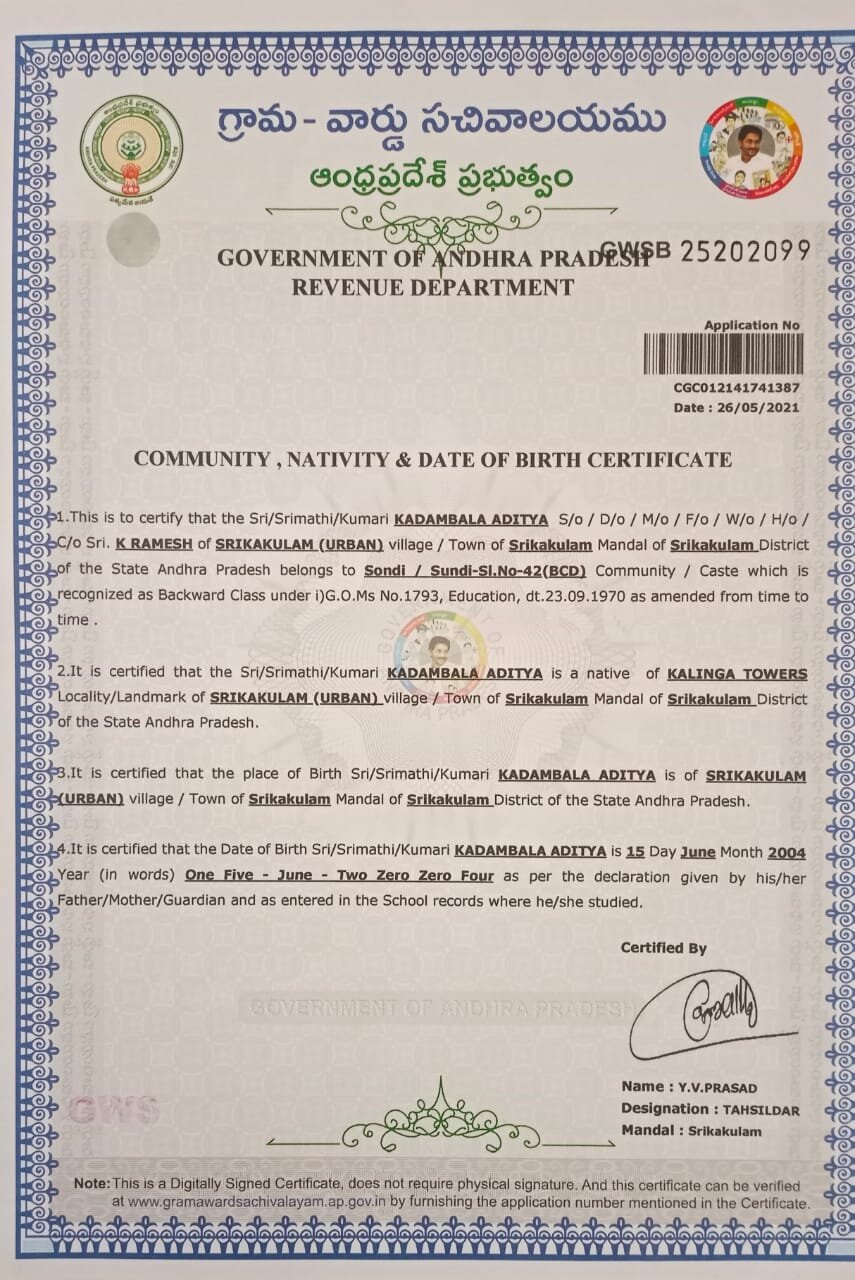 గ్రామ - వార్డు సచివాలయము
ఆంధ్రప్రదేశ్ ప్రభుత్వం
GOVERNMENT OF ANDHRA PRADESH
GWSB 25202099
REVENUE DEPARTMENT
Application No
CGC012141741387
Date : 26/05/2021
COMMUNITY , NATIVITY & DATE OF BIRTH CERTIFICATE
1.This is to certify that the Sri/Srimathi/Kumari KADAMBALA ADITYA S/o / D/o / M/o / F/o / W/o / H/o /
C/o Sri. K RAMESH of SRIKAKULAM (URBAN) village / Town of Srikakulam Mandal of Srikakulam District
of the State Andhra Pradesh belongs to Sondi / Sundi-Sl.No-42(BCD) Community / Caste which is
recognized as Backward Class under i)G.O.Ms No.1793, Education, dt.23.09.1970 as amended from time to
time .
2.It is certified that the Sri/Srimathi/Kumari KADAMBALA ADITYA is a native of KALINGA TOWERS
Locality/Landmark of SRIKAKULAM (URBAN) village / Town of Srikakulam Mandal of Srikakulam District
of the State Andhra Pradesh.
3.It is certified that the place of Birth Sri/Srimathi/Kumari KADAMBALA ADITYA is of SRIKAKULAM
(URBAN) village / Town of Srikakulam Mandal of Srikakulam District of the State Andhra Pradesh.
4.It is certified that the Date of Birth Sri/Srimathi/Kumari KADAMBALA ADITYA is 15 Day June Month 2004
Year (in words) One Five - June - Two Zero Zero Four as per the declaration given by his/her
Father/Mother/Guardian and as entered in the School records where he/she studied.
Certified By
GOVERNMENT OF ANDHRA PRADESH
Name : Y.V.PRASAD
GWS
Designation : TAHSILDAR
Mandal : Srikakulam
Note: This is a Digitally Signed Certificate, does not require physical signature. And this certificate can be verified
at www.gramawardsachivalayam.ap.gov.in by furnishing the application number mentioned in the Certificate.